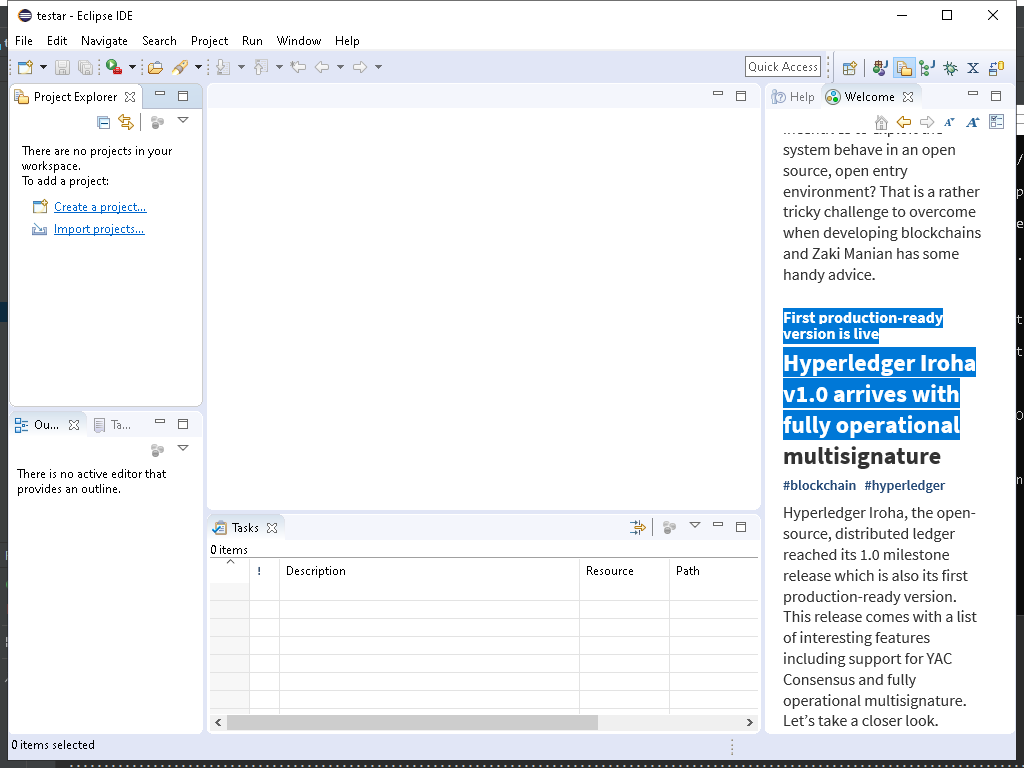 testar - Eclipse IDE
File Edit Navigate Search Project Run Window Help
Quick Access
Project Explorer
There are no projects in your
workspace.
To add a project:
Create a project...
Import projects...
Ou... Ta...
There is no active editor that
provides an outline.
Tasks
0 items
! Description Resource Path
Help Welcome
system behave in an open
source, open entry
environment? That is a rather
tricky challenge to overcome
when developing blockchains
and Zaki Manian has some
handy advice.
First production-ready
version is live
Hyperledger Iroha
v1.0 arrives with
fully operational
multisignature
#blockchain #hyperledger
Hyperledger Iroha, the open-
source, distributed ledger
reached its 1.0 milestone
release which is also its first
production-ready version.
This release comes with a list
of interesting features
including support for YAC
Consensus and fully
operational multisignature.
Let’s take a closer look.
0 items selected